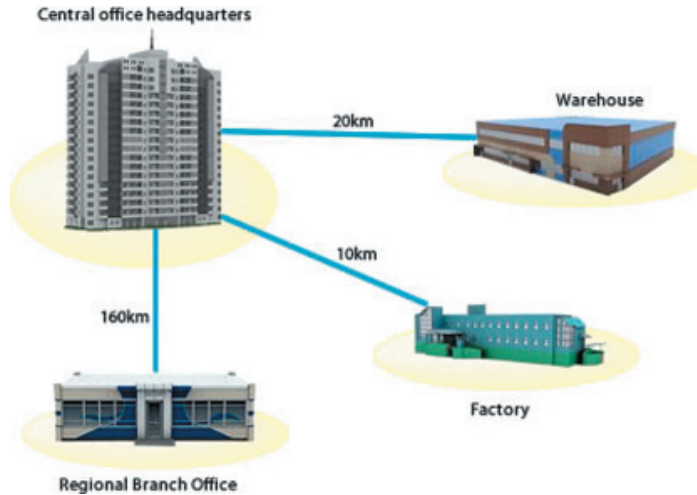 Central office headquarters
Warehouse
20km
10km
160km
Factory
Regional Branch Office